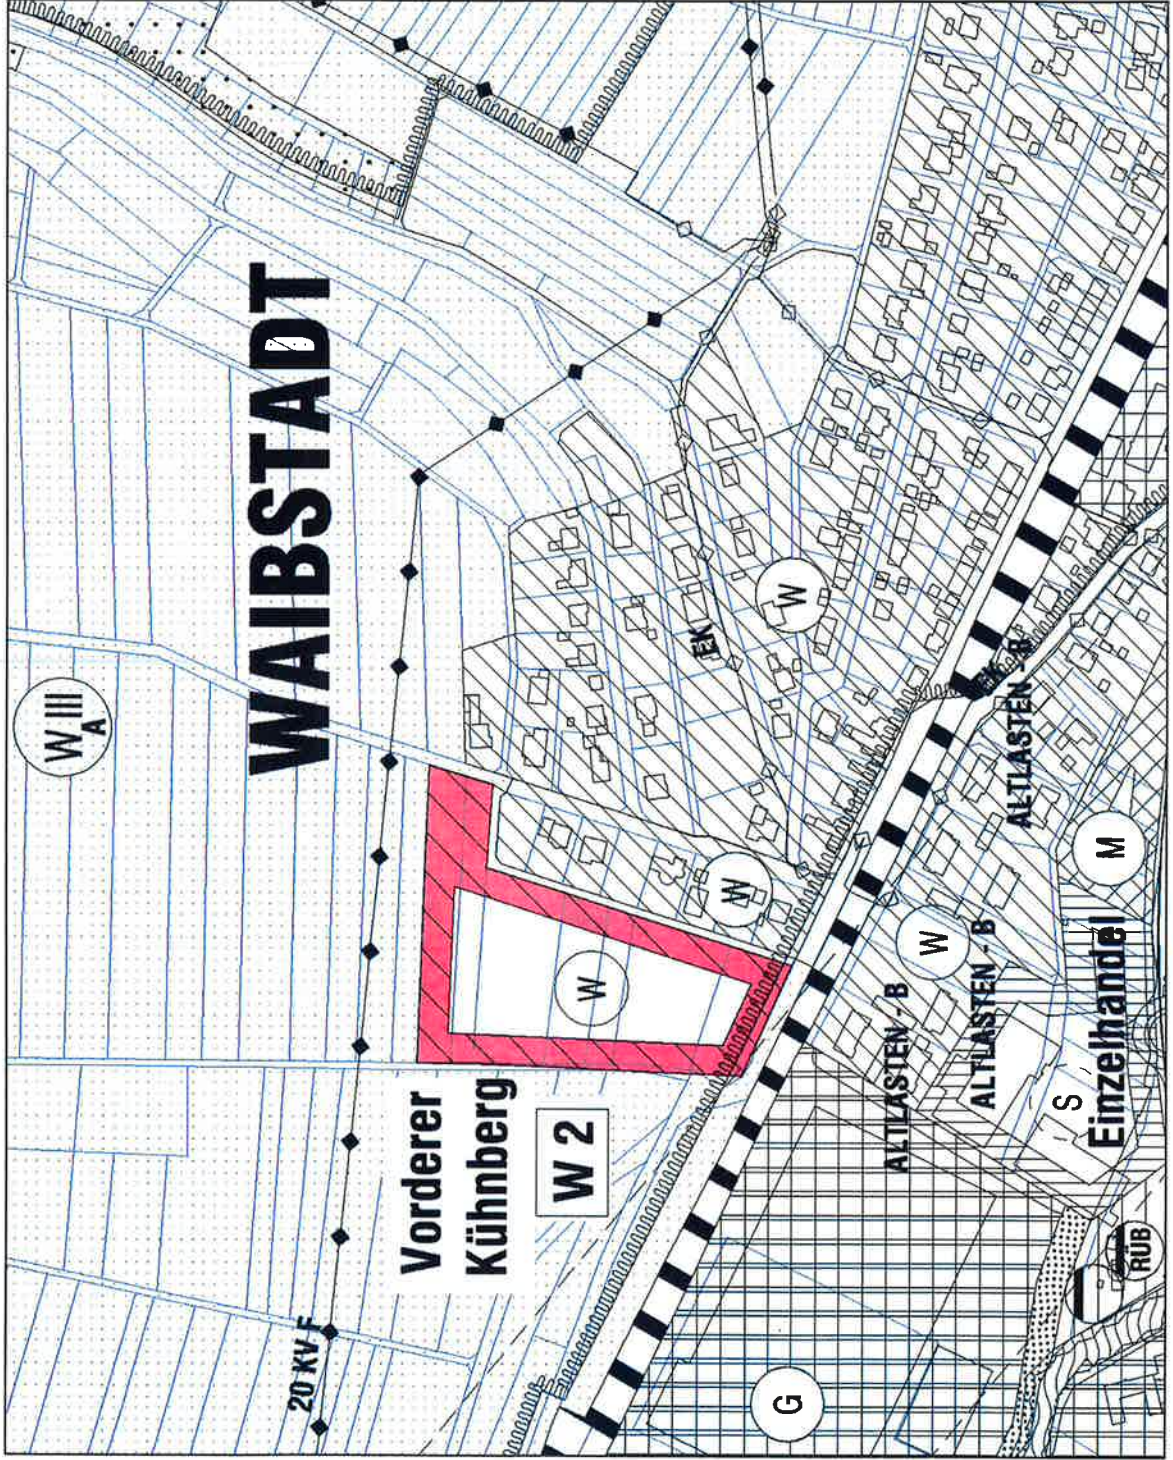 W III
A
WAIBSTADT
20 KV F
Vorderer
Kühnberg
W 2
W
W
W
EK
W
ALTLASTEN - B
ALTLASTEN - B
ALTLASTEN - B
M
S
Einzelhandel
G
RÜB